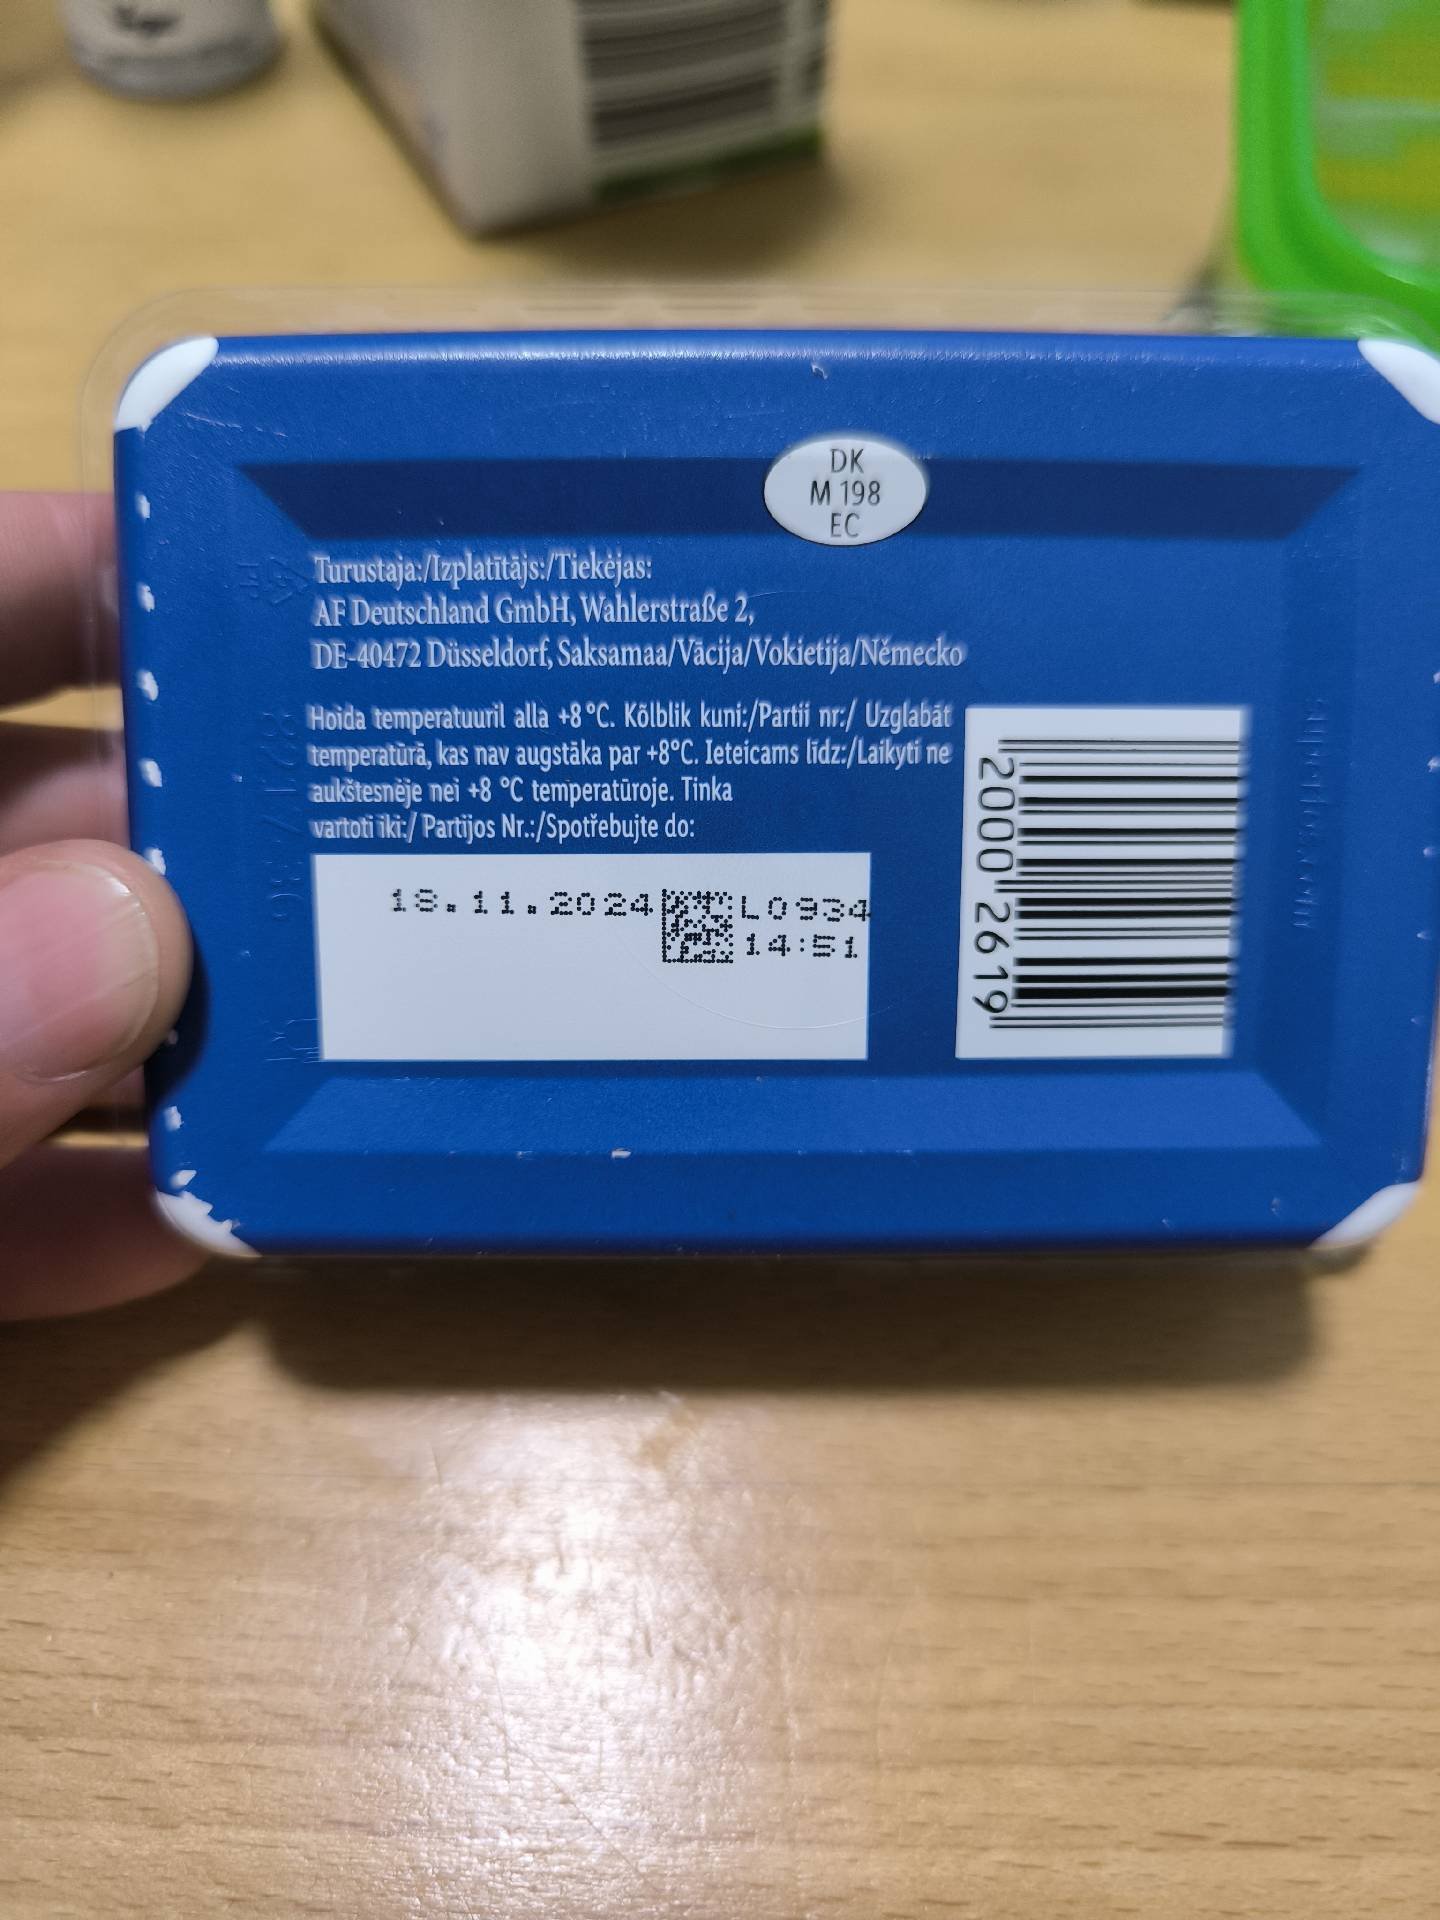 DK
M 198
EC
Turustaja:/Izplatītājs:/Tiekėjas:
AF Deutschland GmbH, Wahlerstraße 2,
DE-40472 Düsseldorf, Saksamaa/Vācija/Vokietija/Německo
Hoida temperatuuril alla +8 °C. Kõlblik kuni:/Partii nr:/ Uzglabāt
temperatūrā, kas nav augstāka par +8°C. Ieteicams līdz:/Laikyti ne
aukštesnėje nei +8 °C temperatūroje. Tinka
vartoti iki:/ Partijos Nr.:/Spotřebujte do:
18.11.2024 L0934
14:51
2000 2619